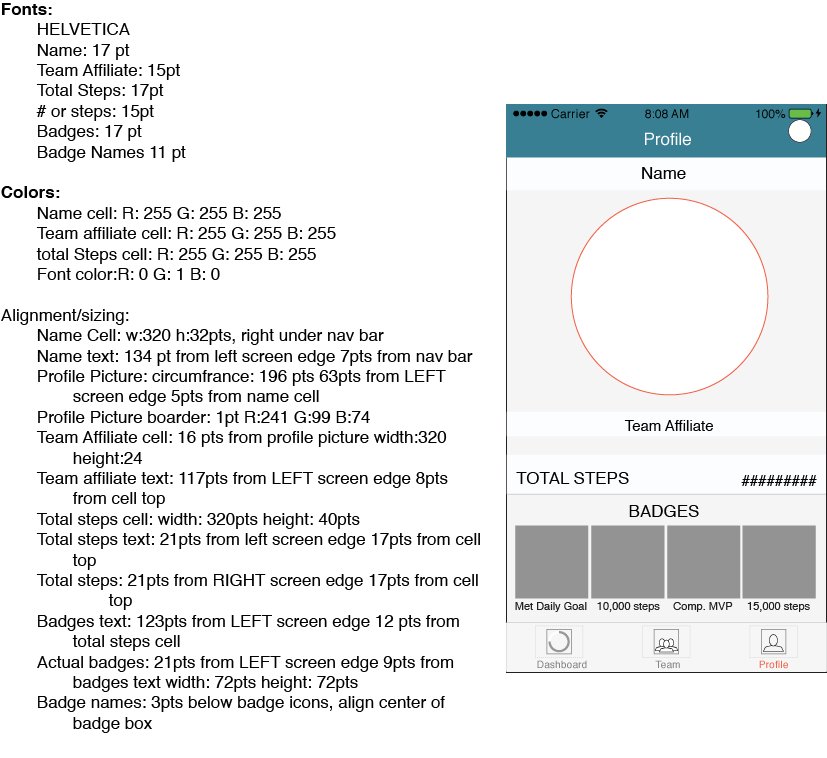 Fonts:
HELVETICA
Name: 17 pt
Team Affiliate: 15pt
Total Steps: 17pt
# or steps: 15pt
Badges: 17 pt
Badge Names 11 pt
Colors:
Name cell: R: 255 G: 255 B: 255
Team affiliate cell: R: 255 G: 255 B: 255
total Steps cell: R: 255 G: 255 B: 255
Font color:R: 0 G: 1 B: 0
Alignment/sizing:
Name Cell: w:320 h:32pts, right under nav bar
Name text: 134 pt from left screen edge 7pts from nav bar
Profile Picture: circumfrance: 196 pts 63pts from LEFT
screen edge 5pts from name cell
Profile Picture boarder: 1pt R:241 G:99 B:74
Team Affiliate cell: 16 pts from profile picture width:320
height:24
Team affiliate text: 117pts from LEFT screen edge 8pts
from cell top
Total steps cell: width: 320pts height: 40pts
Total steps text: 21pts from left screen edge 17pts from cell
top
Total steps: 21pts from RIGHT screen edge 17pts from cell
top
Badges text: 123pts from LEFT screen edge 12 pts from
total steps cell
Actual badges: 21pts from LEFT screen edge 9pts from
badges text width: 72pts height: 72pts
Badge names: 3pts below badge icons, align center of
badge box
Carrier 8:08 AM 100%
Profile
Name
Team Affiliate
TOTAL STEPS #########
BADGES
Met Daily Goal 10,000 steps Comp. MVP 15,000 steps
Dashboard Team Profile